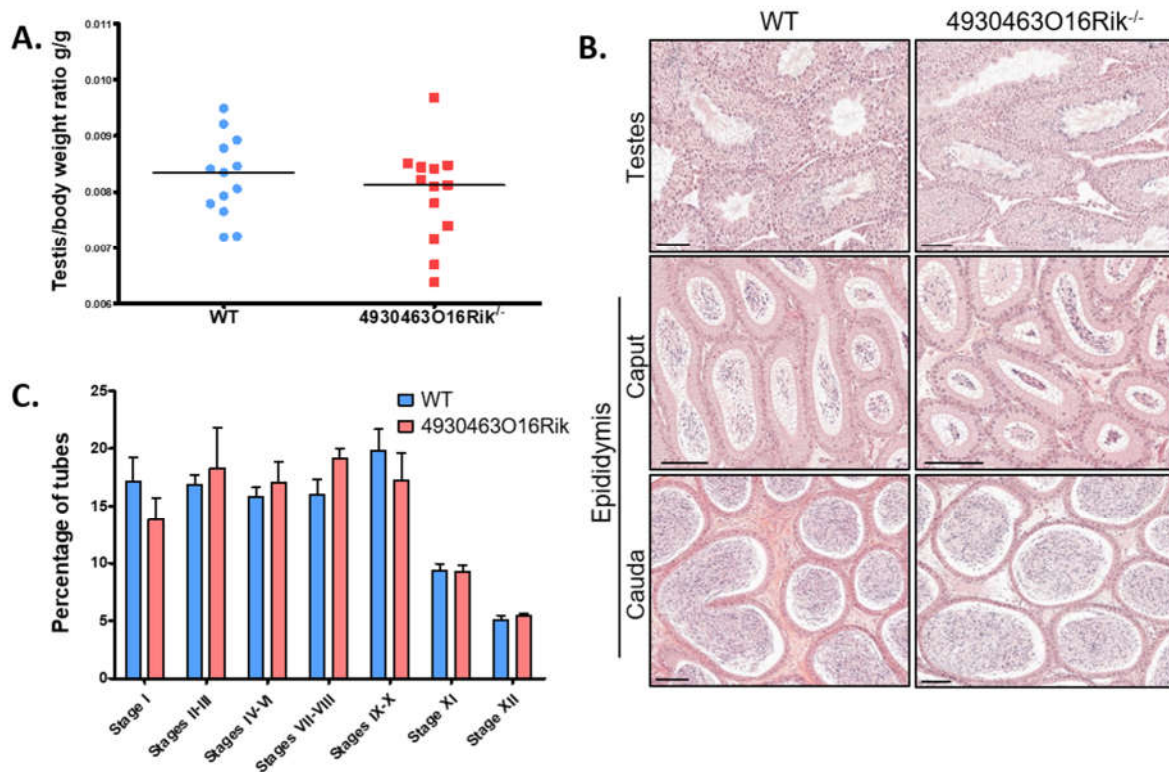 A.
Testis/body weight ratio g/g
0.011
0.010
0.009
0.008
0.007
0.006
WT
4930463O16Rik-/-
B.
WT
4930463O16Rik-/-
Testes
Epididymis
Caput
Cauda
C.
Percentage of tubes
25
20
15
10
5
0
WT
4930463O16Rik
Stage I
Stages II-III
Stages IV-VI
Stages VII-VIII
Stages IX-X
Stage XI
Stage XII